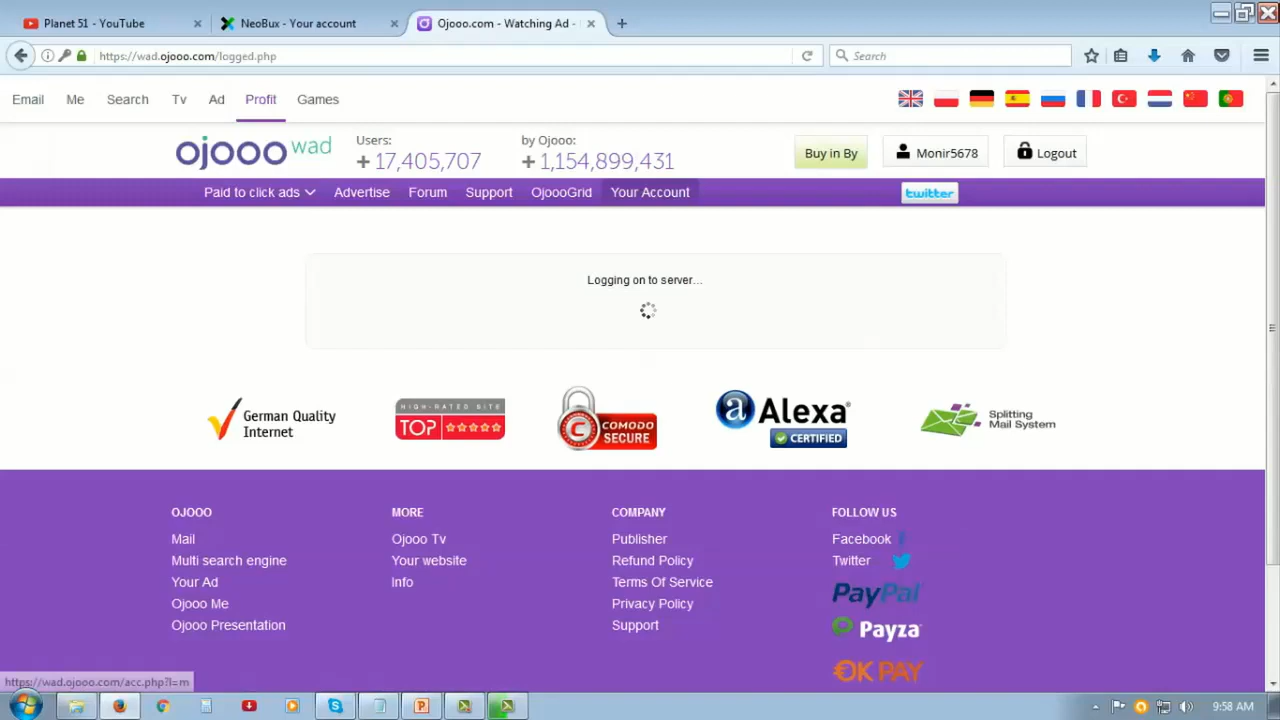 Planet 51 - YouTube
NeoBux - Your account
Ojooo.com - Watching Ad -
https://wad.ojooo.com/logged.php
Search
Email Me Search Tv Ad Profit Games
ojooo wad
Users:
+ 17,405,707
by Ojooo:
+ 1,154,899,431
Buy in By
Monir5678
Logout
Paid to click ads Advertise Forum Support OjoooGrid Your Account
twitter
Logging on to server...
German Quality
Internet
HIGH-RATED SITE
TOP
COMODO
SECURE
a Alexa
CERTIFIED
Splitting
Mail System
OJOOO
Mail
Multi search engine
Your Ad
Ojooo Me
Ojooo Presentation
MORE
Ojooo Tv
Your website
Info
COMPANY
Publisher
Refund Policy
Terms Of Service
Privacy Policy
Support
FOLLOW US
Facebook
Twitter
PayPal
Payza
OKPAY
https://wad.ojooo.com/acc.php?l=m
9:58 AM